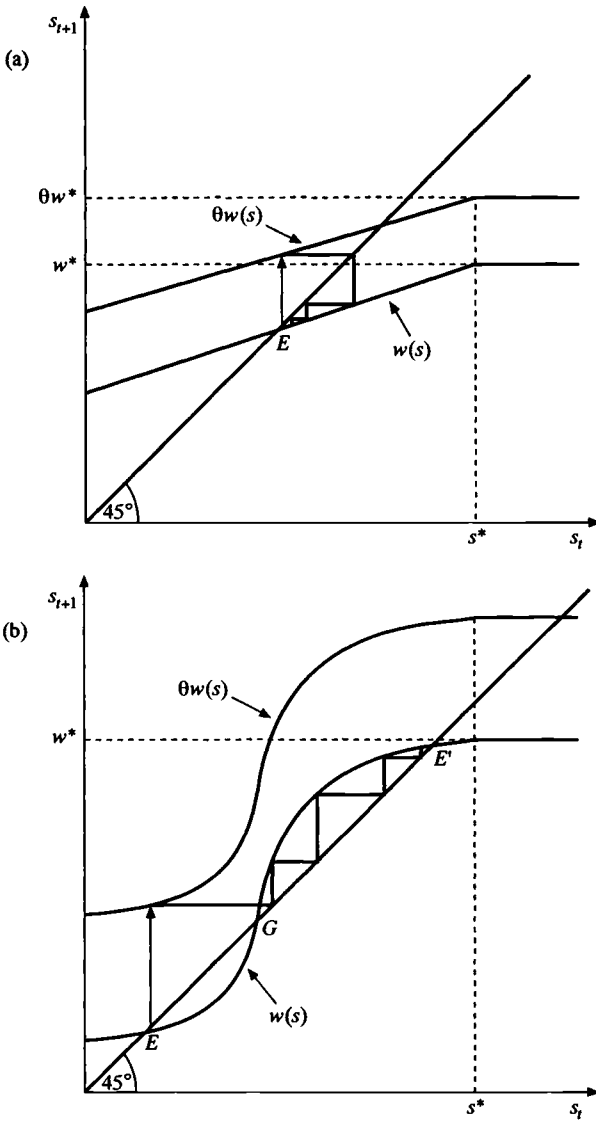 (a)
s_{t+1}
θw*
θw(s)
w*
E
w(s)
45°
s*
s_t
(b)
s_{t+1}
θw(s)
w*
E'
G
w(s)
E
45°
s*
s_t